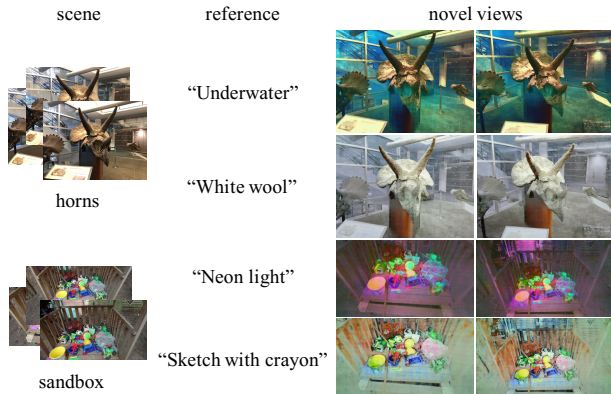 scene reference novel views
“Underwater”
“White wool”
horns
“Neon light”
“Sketch with crayon”
sandbox